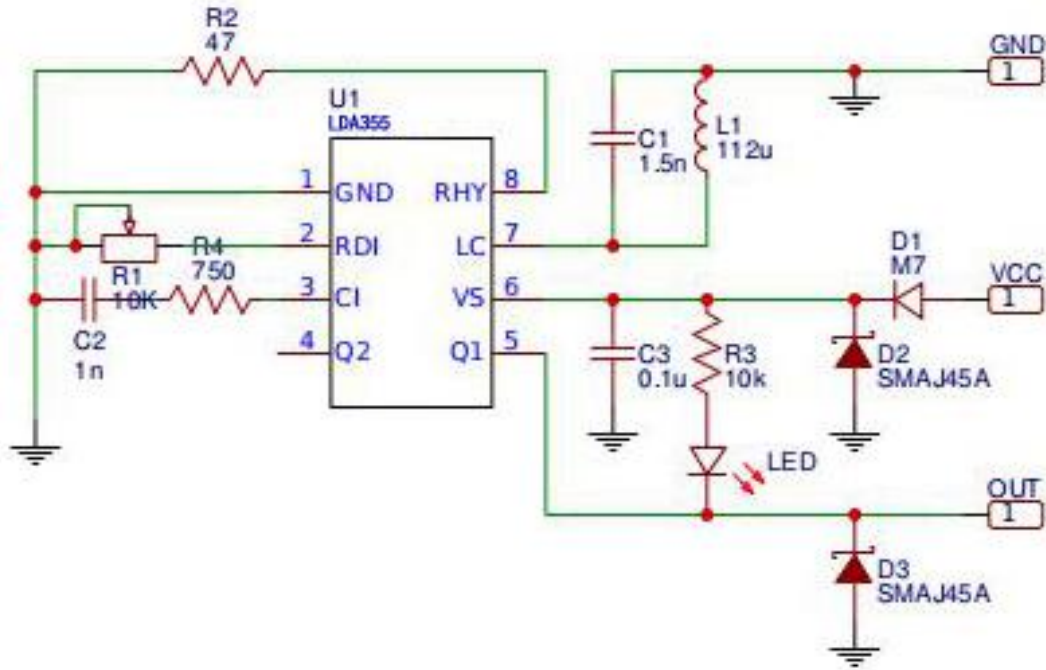 R2
47
GND
1
U1
LDA355
C1
1.5n
L1
112u
1
GND
RHY
8
2
RDI
LC
7
R4
750
R1
10K
3
CI
VS
6
D1
M7
VCC
1
C2
1n
4
Q2
Q1
5
C3
0.1u
R3
10k
D2
SMAJ45A
LED
OUT
1
D3
SMAJ45A